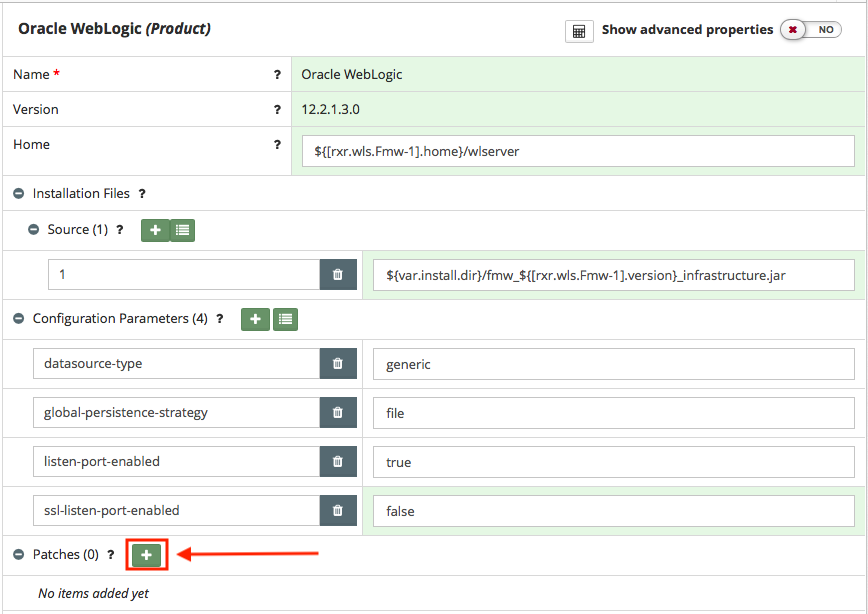 Oracle WebLogic (Product)
Show advanced properties NO
Name * ? Oracle WebLogic
Version ? 12.2.1.3.0
Home ? ${[rxr.wls.Fmw-1].home}/wlserver
Installation Files ?
Source (1) ?
1 ${var.install.dir}/fmw_${[rxr.wls.Fmw-1].version}_infrastructure.jar
Configuration Parameters (4) ?
datasource-type generic
global-persistence-strategy file
listen-port-enabled true
ssl-listen-port-enabled false
Patches (0) ?
No items added yet